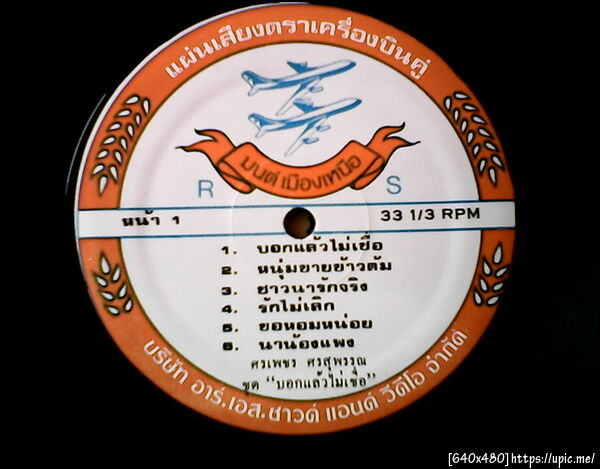 แผ่นเสียงตราเครื่องบินคู่
มนต์เมืองเหนือ
R S
หน้า 1 33 1/3 RPM
1. บอกแล้วไม่เชื่อ
2. หนุ่มขายข้าวต้ม
3. ชาวนารักจริง
4. รักไม่เลิก
5. ขอหอมหน่อย
6. นาน้องแพง
ศรเพชร ศรสุพรรณ
ชุด "บอกแล้วไม่เชื่อ"
บริษัท อาร์.เอส.ซาวด์ แอนด์ วีดีโอ จำกัด
[640x480]https://upic.me/